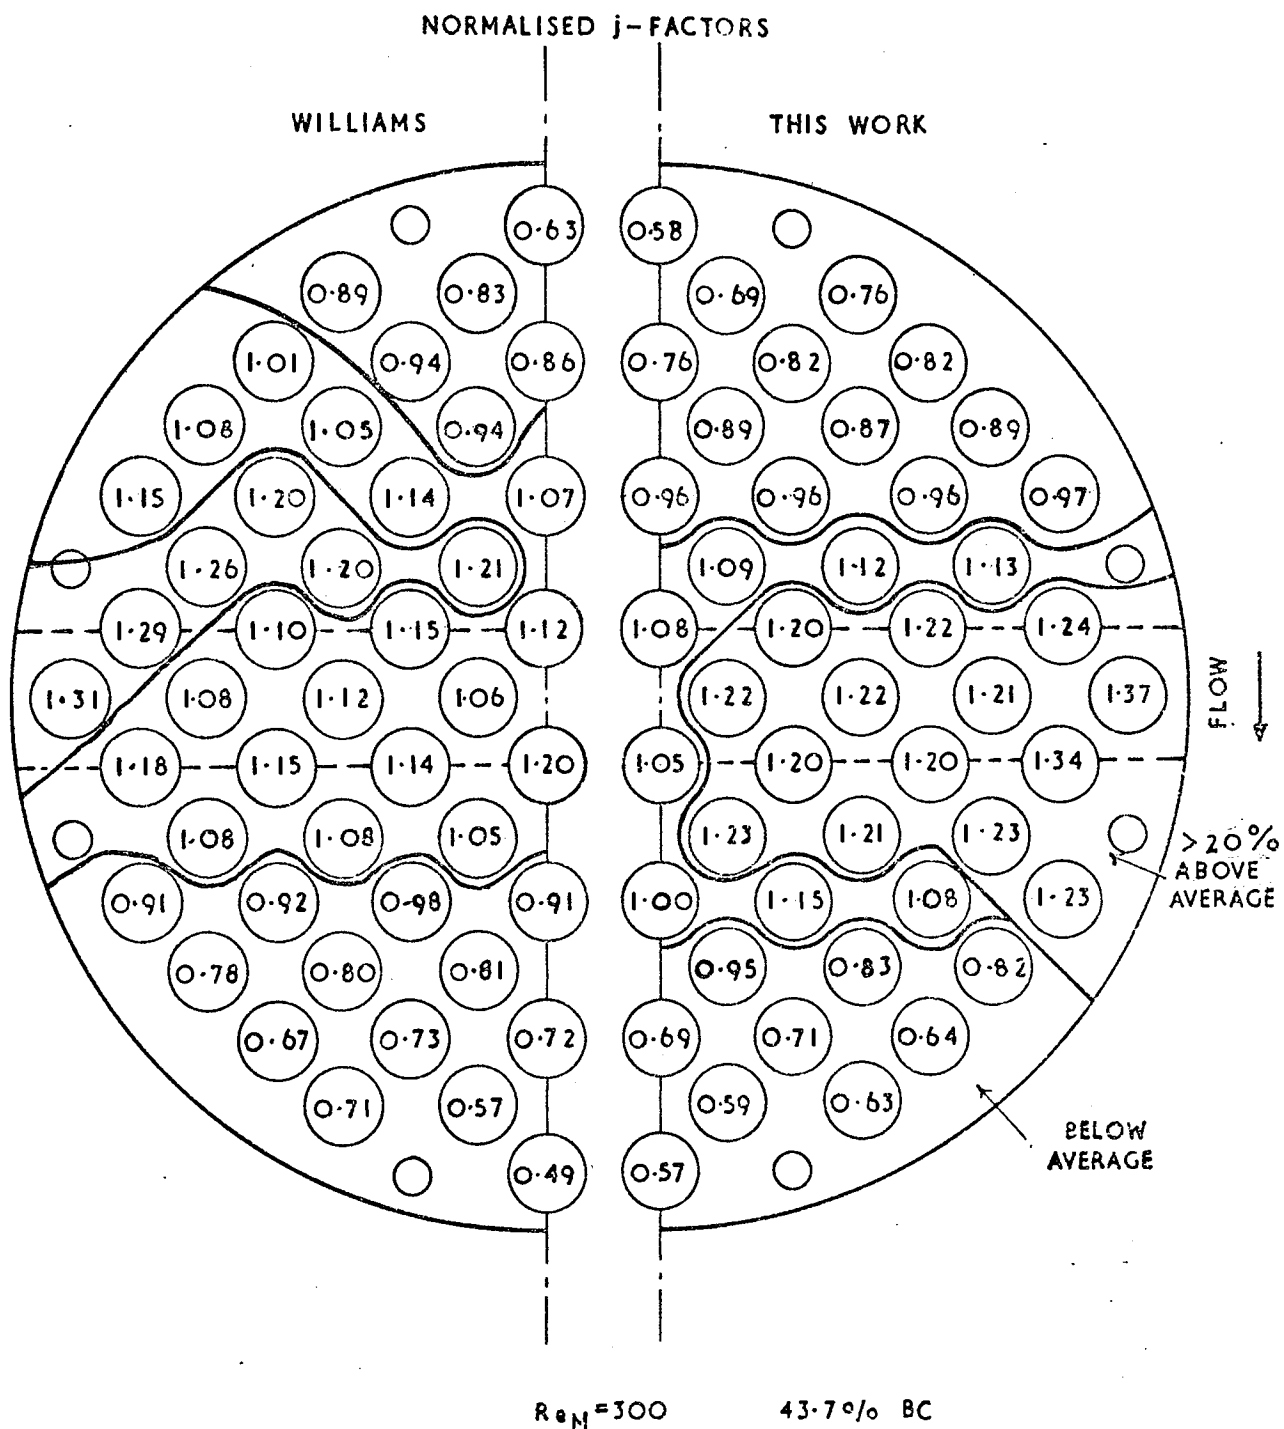 NORMALISED j-FACTORS
WILLIAMS
THIS WORK
0.63
0.89 0.83
1.01 0.94 0.86
1.08 1.05 0.94
1.15 1.20 1.14 1.07
1.26 1.20 1.21
1.29 1.10 1.15 1.12
1.31 1.08 1.12 1.06
1.18 1.15 1.14 1.20
1.08 1.08 1.05
0.91 0.92 0.98 0.91
0.78 0.80 0.81
0.67 0.73 0.72
0.71 0.57
0.49
0.58
0.69 0.76
0.76 0.82 0.82
0.89 0.87 0.89
0.96 0.96 0.96 0.97
1.09 1.12 1.13
1.08 1.20 1.22 1.24
1.22 1.22 1.21 1.37
1.05 1.20 1.20 1.34
1.23 1.21 1.23
1.00 1.15 1.08 1.23
0.95 0.83 0.82
0.69 0.71 0.64
0.59 0.63
0.57
FLOW
>20%
ABOVE
AVERAGE
BELOW
AVERAGE
ReM=300
43.7% BC